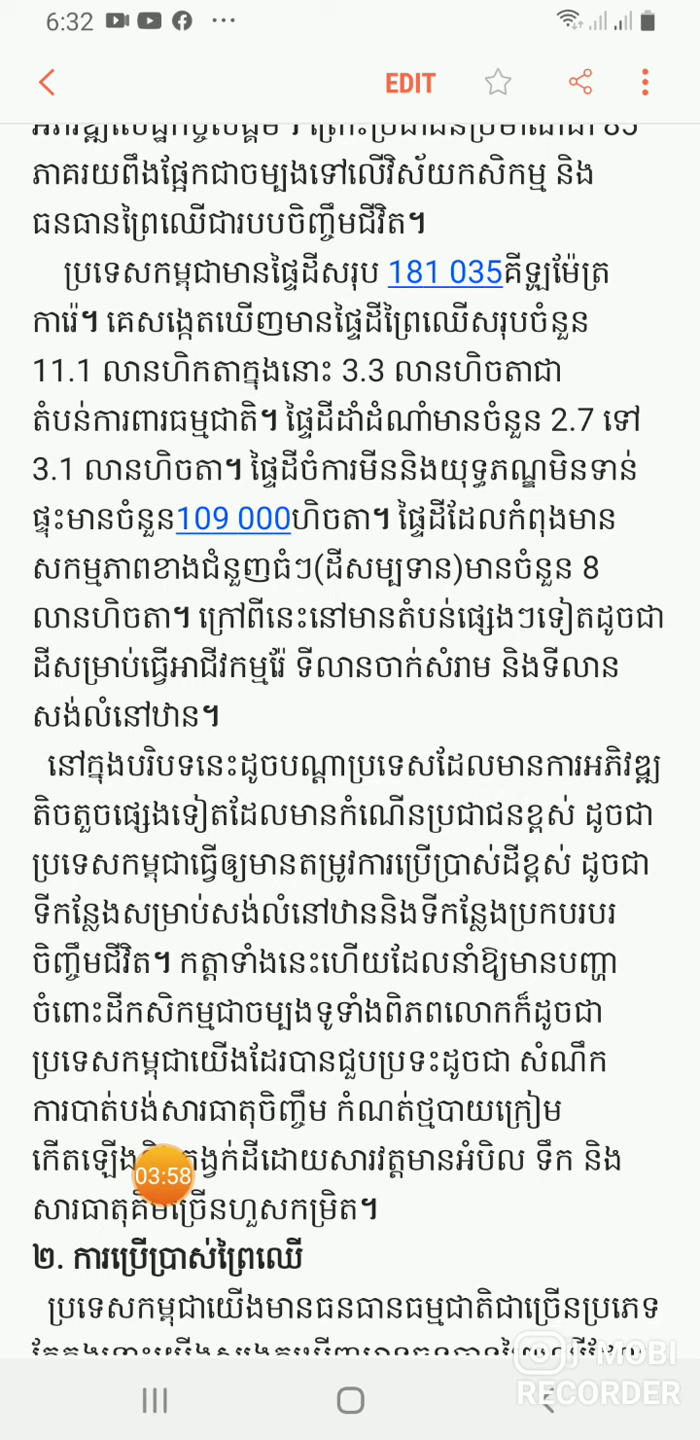 6:32
EDIT
ភាគរយពឹងផ្អែកជាចម្បងទៅលើវិស័យកសិកម្ម និង
ធនធានព្រៃឈើជារបបចិញ្ចឹមជីវិត។
ប្រទេសកម្ពុជាមានផ្ទៃដីសរុប 181 035គីឡូម៉ែត្រ
ការ៉េ។ គេសង្កេតឃើញមានផ្ទៃដីព្រៃឈើសរុបចំនួន
11.1 លានហិកតាក្នុងនោះ 3.3 លានហិចតាជា
តំបន់ការពារធម្មជាតិ។ ផ្ទៃដីដាំដំណាំមានចំនួន 2.7 ទៅ
3.1 លានហិចតា។ ផ្ទៃដីចំការមីននិងយុទ្ធភណ្ឌមិនទាន់
ផ្ទុះមានចំនួន109 000ហិចតា។ ផ្ទៃដីដែលកំពុងមាន
សកម្មភាពខាងជំនួញធំៗ(ដីសម្បទាន)មានចំនួន 8
លានហិចតា។ ក្រៅពីនេះនៅមានតំបន់ផ្សេងៗទៀតដូចជា
ដីសម្រាប់ធ្វើអាជីវកម្មរ៉ែ ទីលានចាក់សំរាម និងទីលាន
សង់លំនៅឋាន។
នៅក្នុងបរិបទនេះដូចបណ្តាប្រទេសដែលមានការអភិវឌ្ឍ
តិចតួចផ្សេងទៀតដែលមានកំណើនប្រជាជនខ្ពស់ ដូចជា
ប្រទេសកម្ពុជាធ្វើឲ្យមានតម្រូវការប្រើប្រាស់ដីខ្ពស់ ដូចជា
ទីកន្លែងសម្រាប់សង់លំនៅឋាននិងទីកន្លែងប្រកបរបរ
ចិញ្ចឹមជីវិត។ កត្តាទាំងនេះហើយដែលនាំឱ្យមានបញ្ហា
ចំពោះដីកសិកម្មជាចម្បងទូទាំងពិភពលោកក៏ដូចជា
ប្រទេសកម្ពុជាយើងដែរបានជួបប្រទះដូចជា សំណឹក
ការបាត់បង់សារធាតុចិញ្ចឹម កំណត់ថ្មបាយក្រៀម
កើតឡើង ង្វក់ដីដោយសារវត្តមានអំបិល ទឹក និង
03:58
សារធាតុគីមីច្រើនហួសកម្រិត។
២. ការប្រើប្រាស់ព្រៃឈើ
ប្រទេសកម្ពុជាយើងមានធនធានធម្មជាតិជាច្រើនប្រភេទ
MOBI
RECORDER